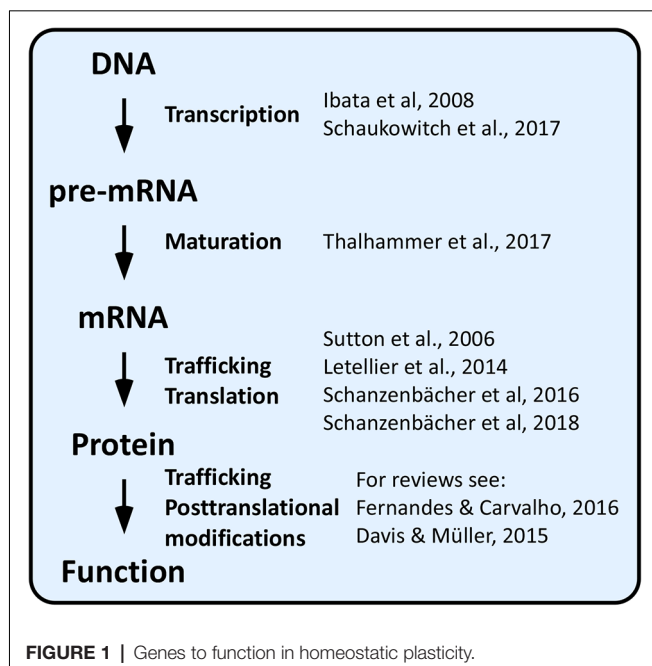 DNA
Transcription
Ibata et al, 2008
Schaukowitch et al., 2017
pre-mRNA
Maturation
Thalhammer et al., 2017
mRNA
Trafficking
Translation
Sutton et al., 2006
Letellier et al., 2014
Schanzenbächer et al, 2016
Schanzenbächer et al, 2018
Protein
Trafficking
Posttranslational
modifications
For reviews see:
Fernandes & Carvalho, 2016
Davis & Müller, 2015
Function
FIGURE 1 | Genes to function in homeostatic plasticity.